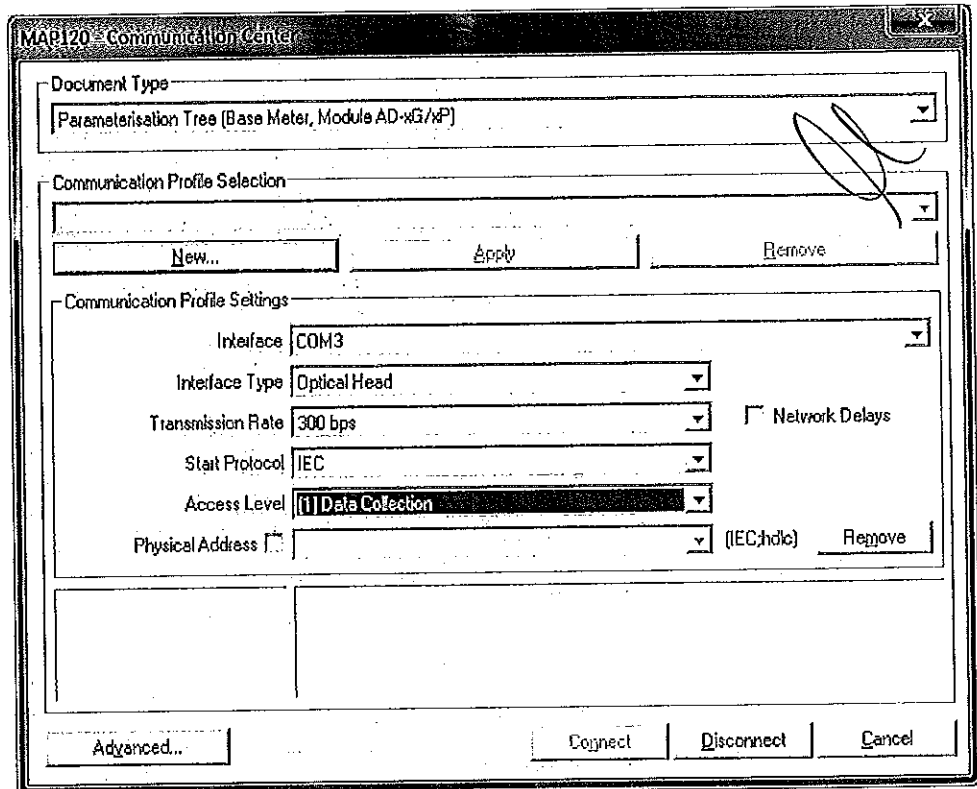 MAP120 - Communication Center
Document Type
Parameterisation Tree (Base Meter, Module AD-xG/xP)
Communication Profile Selection
New... Apply Remove
Communication Profile Settings
Interface COM3
Interface Type Optical Head
Transmission Rate 300 bps Network Delays
Start Protocol IEC
Access Level [1] Data Collection
Physical Address (IEC;hdlc) Remove
Advanced... Connect Disconnect Cancel